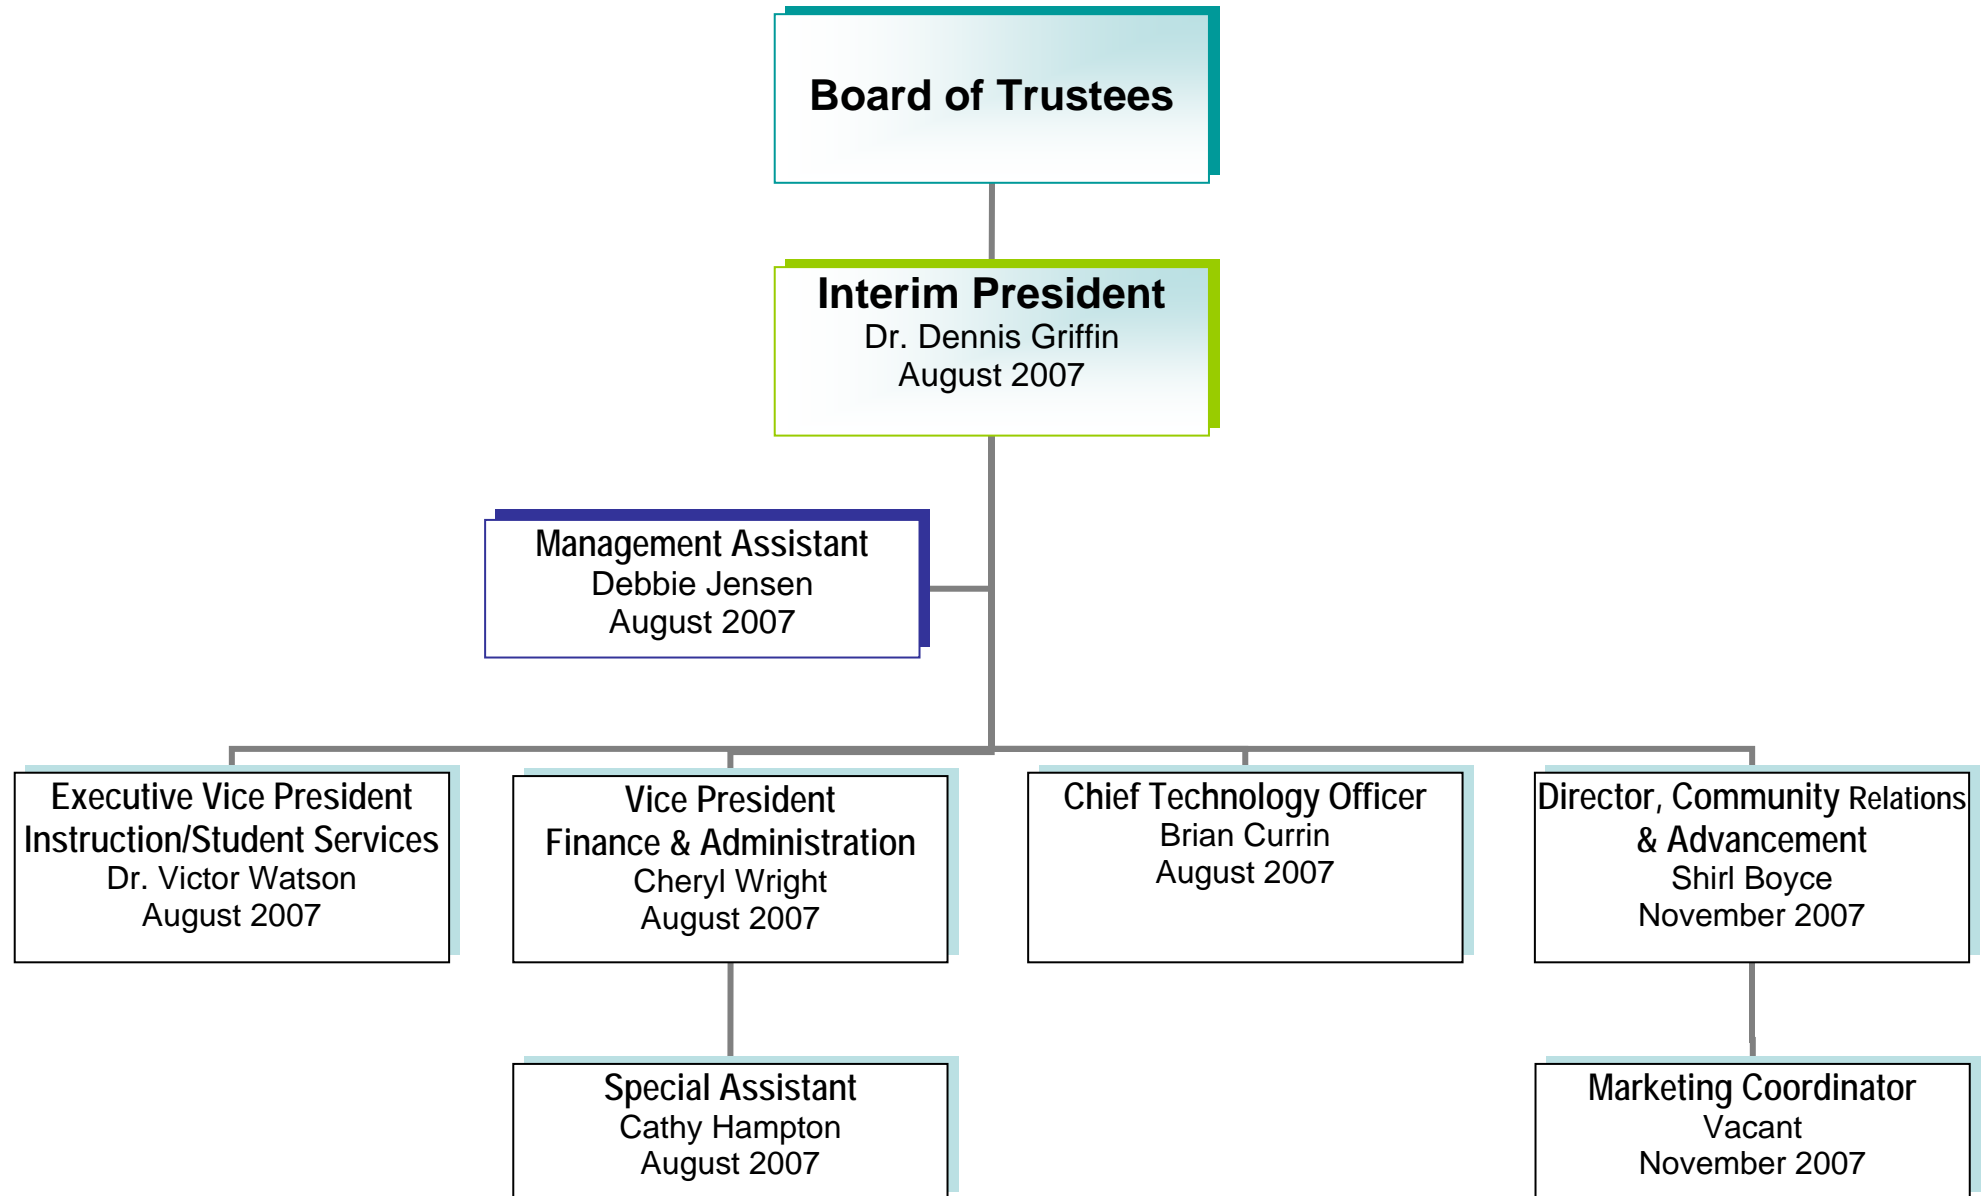 Board of Trustees
Interim President
Dr. Dennis Griffin
August 2007
Management Assistant
Debbie Jensen
August 2007
Executive Vice President
Instruction/Student Services
Dr. Victor Watson
August 2007
Vice President
Finance & Administration
Cheryl Wright
August 2007
Chief Technology Officer
Brian Currin
August 2007
Director, Community Relations
& Advancement
Shirl Boyce
November 2007
Special Assistant
Cathy Hampton
August 2007
Marketing Coordinator
Vacant
November 2007